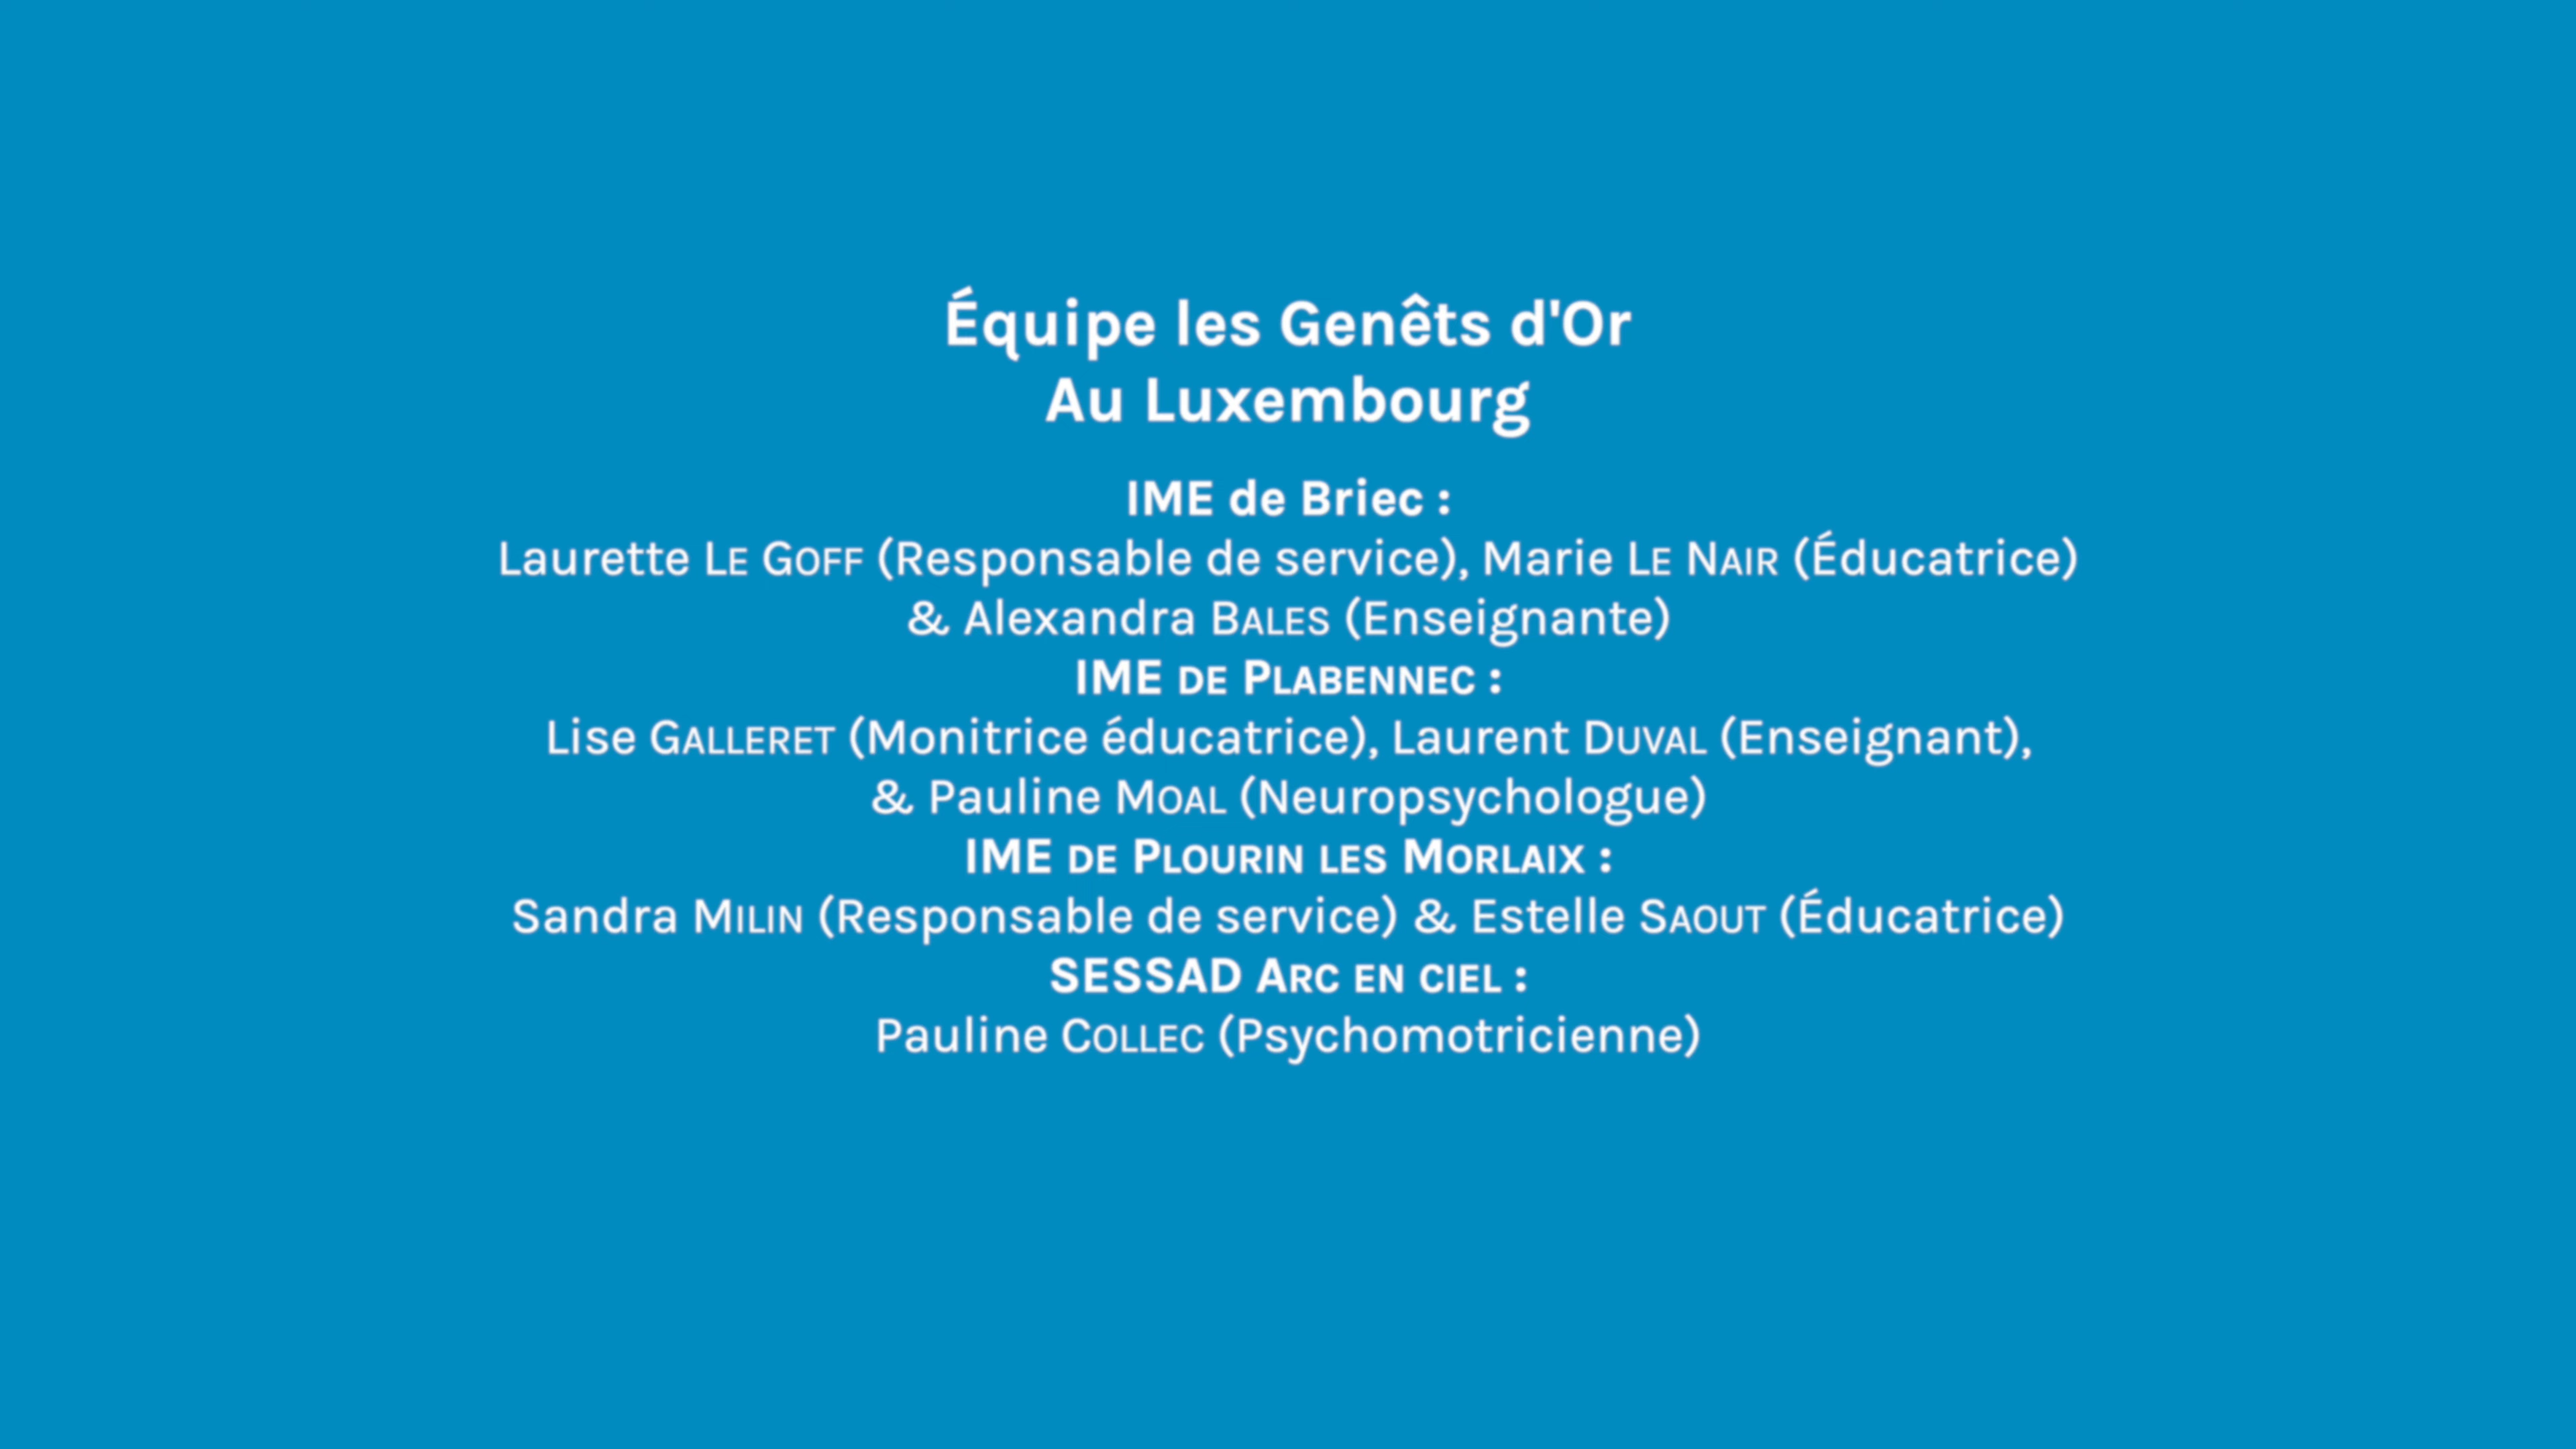 Équipe les Genêts d'Or
Au Luxembourg
IME de Briec :
Laurette LE GOFF (Responsable de service), Marie LE NAIR (Éducatrice)
& Alexandra BALES (Enseignante)
IME DE PLABENNEC :
Lise GALLERET (Monitrice éducatrice), Laurent DUVAL (Enseignant),
& Pauline MOAL (Neuropsychologue)
IME DE PLOURIN LES MORLAIX :
Sandra MILIN (Responsable de service) & Estelle SAOUT (Éducatrice)
SESSAD ARC EN CIEL :
Pauline COLLEC (Psychomotricienne)